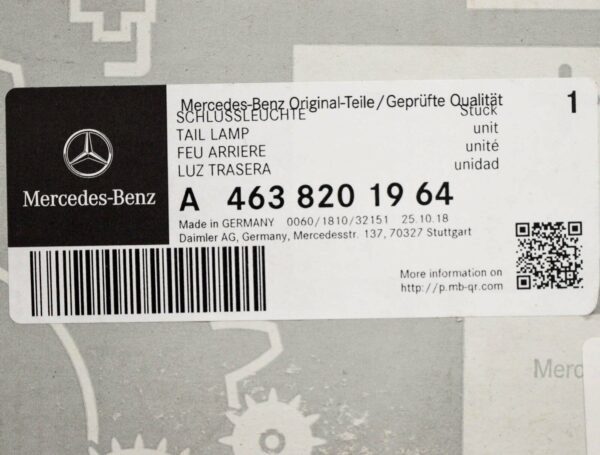 Mercedes-Benz Original-Teile/Geprüfte Qualität
1
SCHLUSSLEUCHTE Stück
TAIL LAMP unit
FEU ARRIERE unité
LUZ TRASERA unidad
Mercedes-Benz
A 463 820 19 64
Made in GERMANY 0060/1810/32151 25.10.18
Daimler AG, Germany, Mercedesstr. 137, 70327 Stuttgart
More information on
http://p.mb-qr.com
Merc